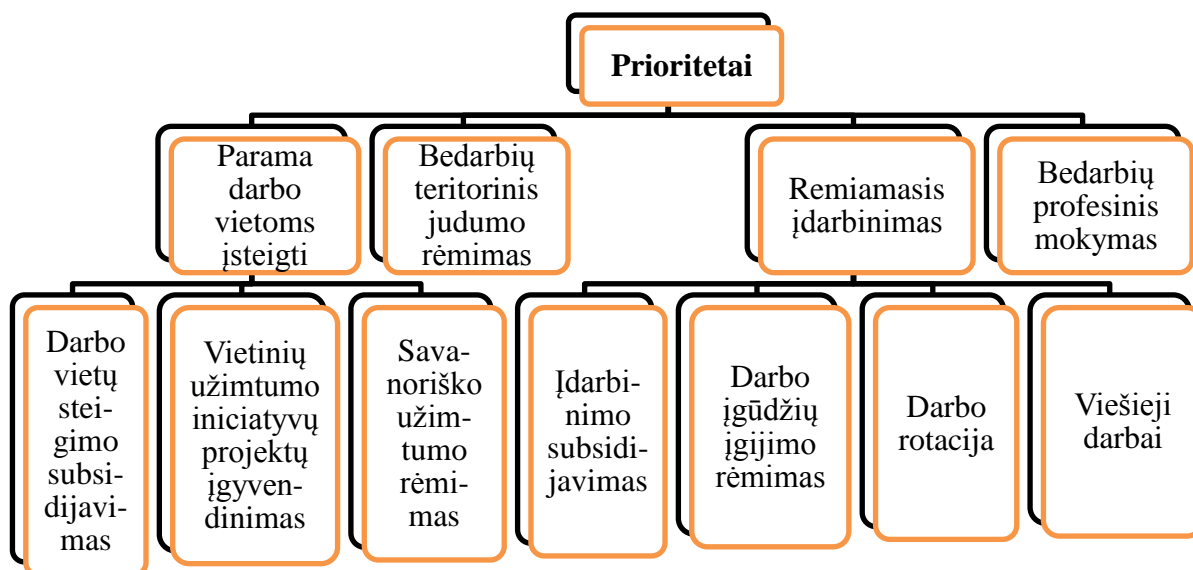 Prioritetai
Parama
darbo
vietoms
įsteigti
Bedarbių
teritorinis
judumo
rėmimas
Remiamasis
įdarbinimas
Bedarbių
profesinis
mokymas
Darbo
vietų
stei-
gimo
subsi-
dijavi-
mas
Vietinių
užimtumo
iniciatyvų
projektų
įgyven-
dinimas
Sava-
noriško
užim-
tumo
rėmi-
mas
Įdarbi-
nimo
subsidi-
javimas
Darbo
įgūdžių
įgijimo
rėmimas
Darbo
rotacija
Viešieji
darbai